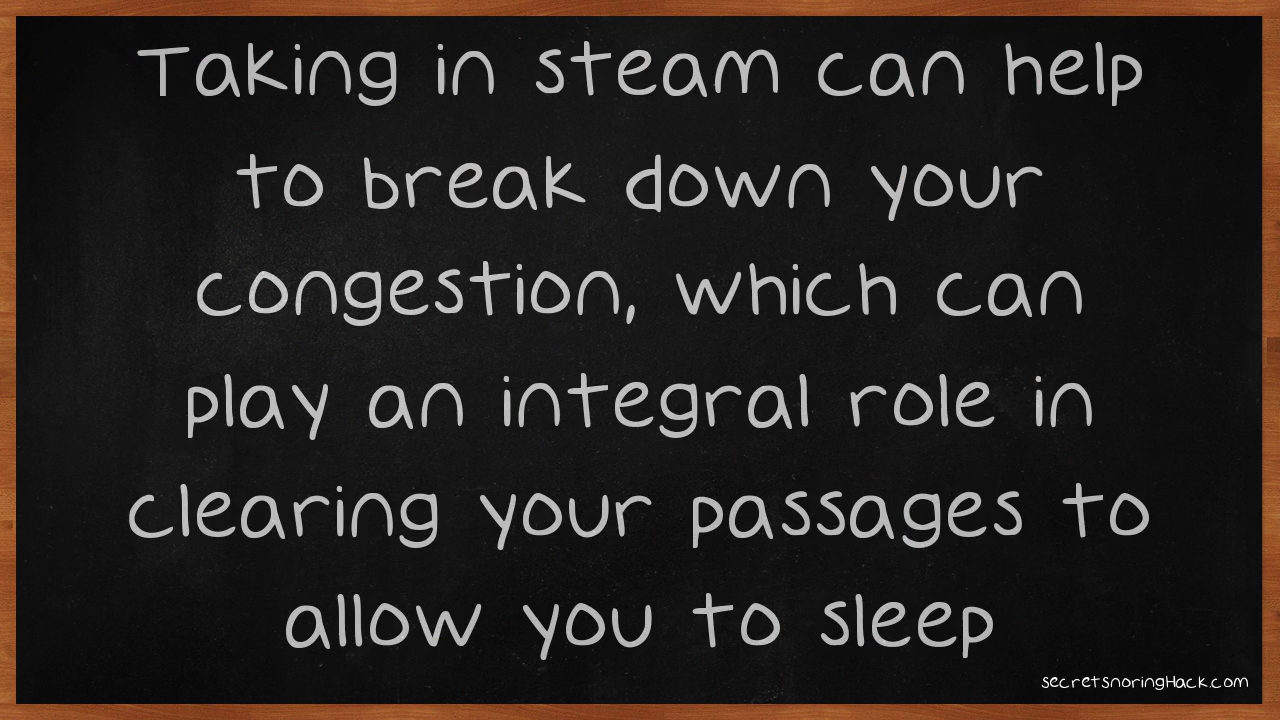 Taking in steam can help
to break down your
congestion, which can
play an integral role in
clearing your passages to
allow you to sleep
secretsnoringHack.com